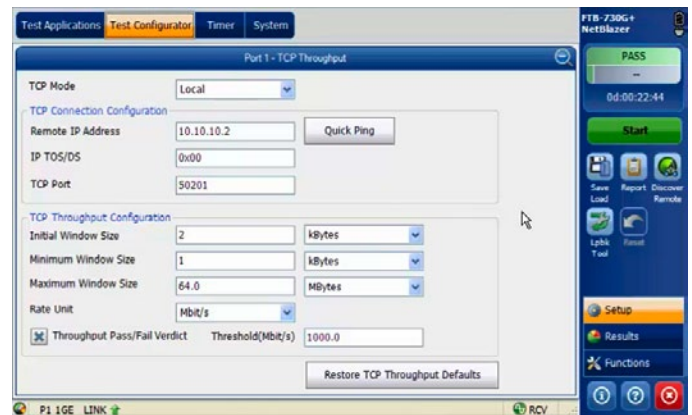 Test Applications Test Configurator Timer System
FTB-730G+
NetBlazer
Port 1 - TCP Throughput
PASS
--
0d:00:22:44
TCP Mode Local
Start
TCP Connection Configuration
Remote IP Address 10.10.10.2 Quick Ping
IP TOS/DS 0x00
TCP Port 50201
Save
Load
Report
Discover
Remote
Lpbk
Tool
Reset
TCP Throughput Configuration
Initial Window Size 2 kBytes
Minimum Window Size 1 kBytes
Maximum Window Size 64.0 MBytes
Rate Unit Mbit/s
Throughput Pass/Fail Verdict Threshold(Mbit/s) 1000.0
Restore TCP Throughput Defaults
Setup
Results
Functions
P1 1GE LINK
RCV